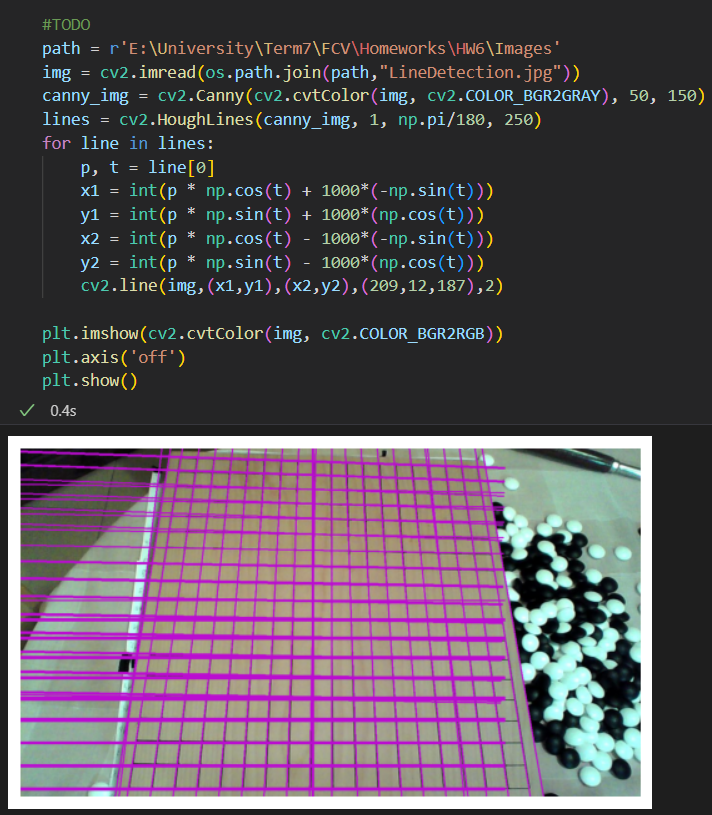 #TODO
path = r'E:\University\Term7\FCV\Homeworks\HW6\Images'
img = cv2.imread(os.path.join(path,"LineDetection.jpg"))
canny_img = cv2.Canny(cv2.cvtColor(img, cv2.COLOR_BGR2GRAY), 50, 150)
lines = cv2.HoughLines(canny_img, 1, np.pi/180, 250)
for line in lines:
    p, t = line[0]
    x1 = int(p * np.cos(t) + 1000*(-np.sin(t)))
    y1 = int(p * np.sin(t) + 1000*(np.cos(t)))
    x2 = int(p * np.cos(t) - 1000*(-np.sin(t)))
    y2 = int(p * np.sin(t) - 1000*(np.cos(t)))
    cv2.line(img,(x1,y1),(x2,y2),(209,12,187),2)
plt.imshow(cv2.cvtColor(img, cv2.COLOR_BGR2RGB))
plt.axis('off')
plt.show()
0.4s